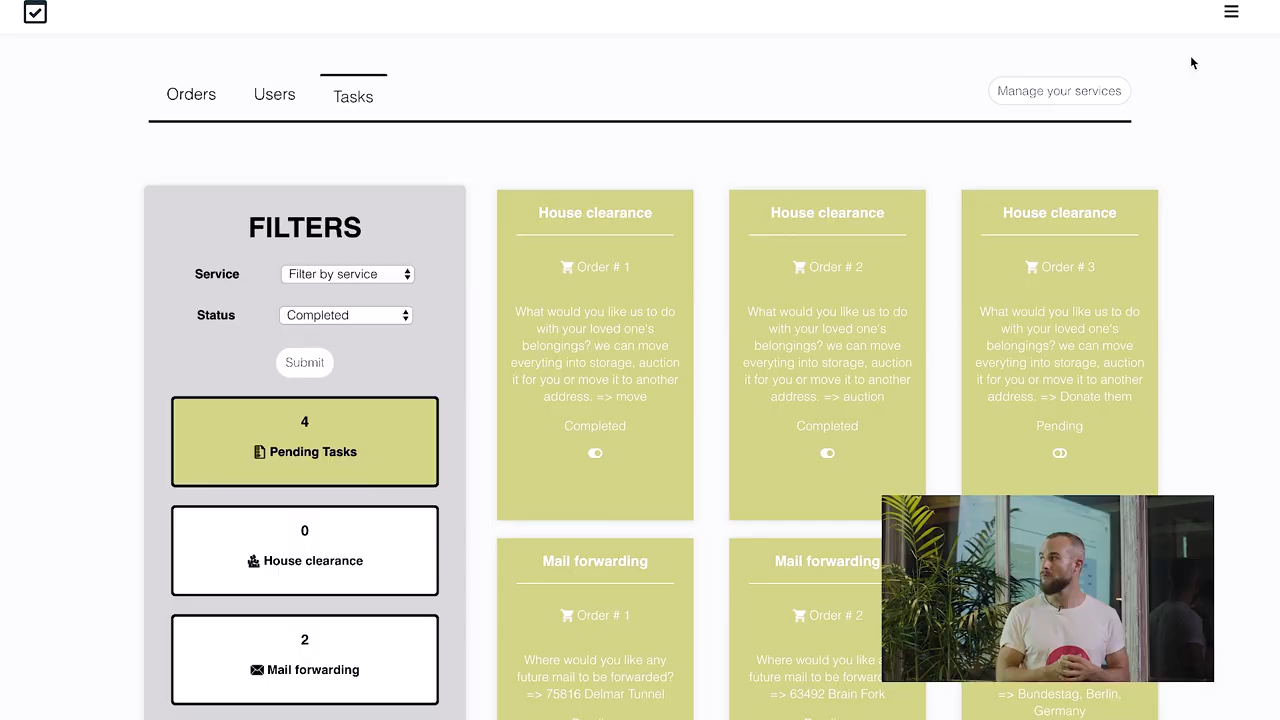 Orders
Users
Tasks
Manage your services
FILTERS
Service
Filter by service
Status
Completed
Submit
4
Pending Tasks
0
House clearance
2
Mail forwarding
House clearance
Order # 1
What would you like us to do
with your loved one's
belongings? we can move
everyting into storage, auction
it for you or move it to another
address. => move
Completed
House clearance
Order # 2
What would you like us to do
with your loved one's
belongings? we can move
everyting into storage, auction
it for you or move it to another
address. => auction
Completed
House clearance
Order # 3
What would you like us to do
with your loved one's
belongings? we can move
everyting into storage, auction
it for you or move it to another
address. => Donate them
Pending
Mail forwarding
Order # 1
Where would you like any
future mail to be forwarded?
=> 75816 Delmar Tunnel
Mail forwarding
Order # 2
Where would you like
future mail to be
=> 63492 Brain Fork
=> Bundestag, Berlin,
Germany